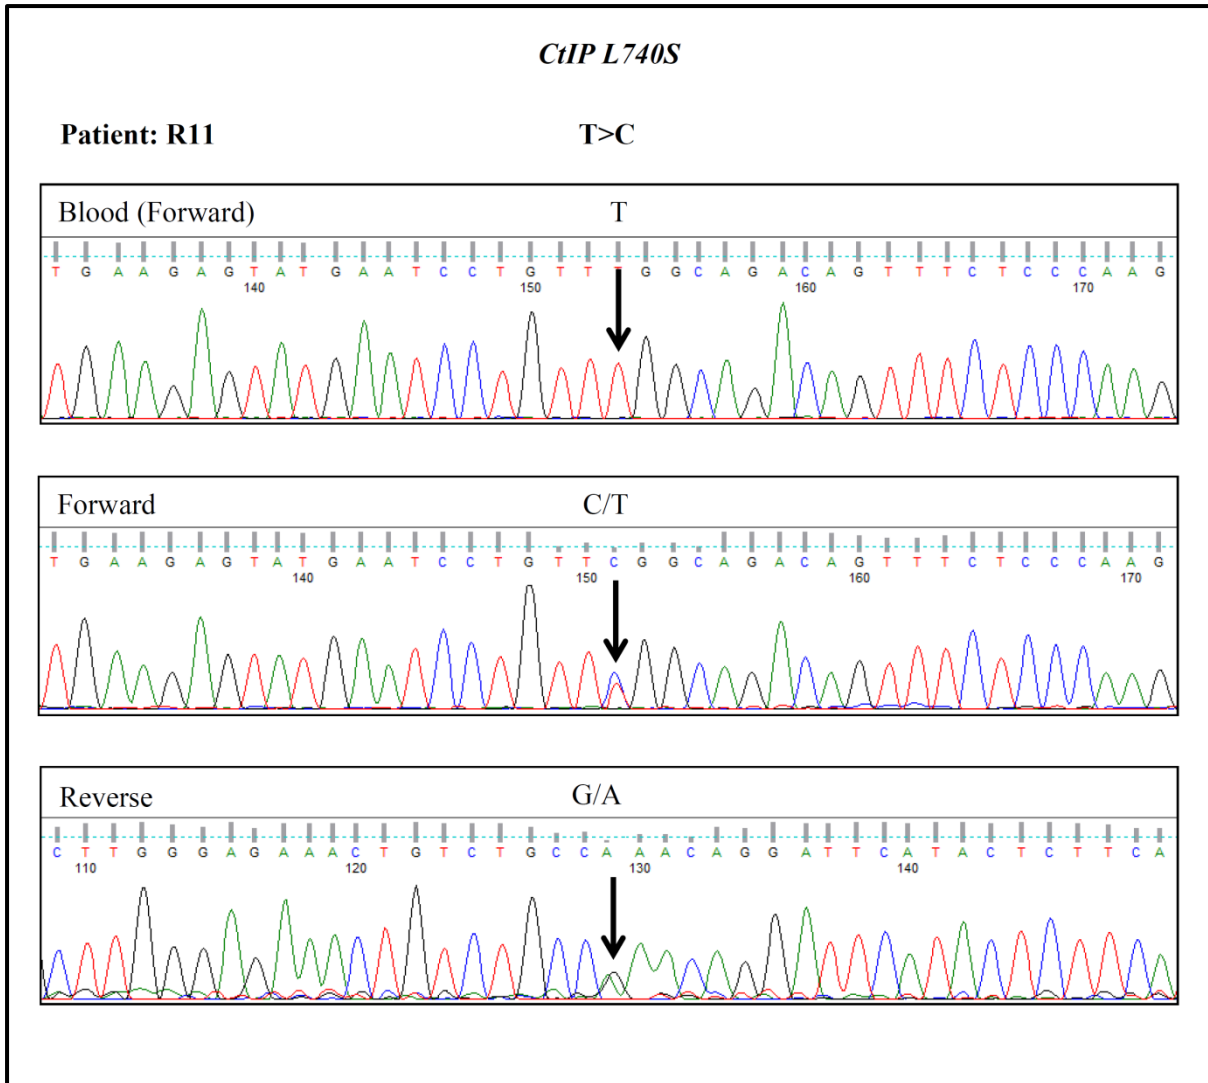 CtIP L740S
Patient: R11 T>C
Blood (Forward) T
T G A A G A G T A T G A A T C C T G T T T G G C A G A C A G T T T C T C C C A A G
140 150 160 170
Forward C/T
T G A A G A G T A T G A A T C C T G T T C G G C A G A C A G T T T C T C C C A A G
140 150 160 170
Reverse G/A
C T T G G G A G A A A C T G T C T G C C A A A C A G G A T T C A T A C T C T T C A
110 120 130 140